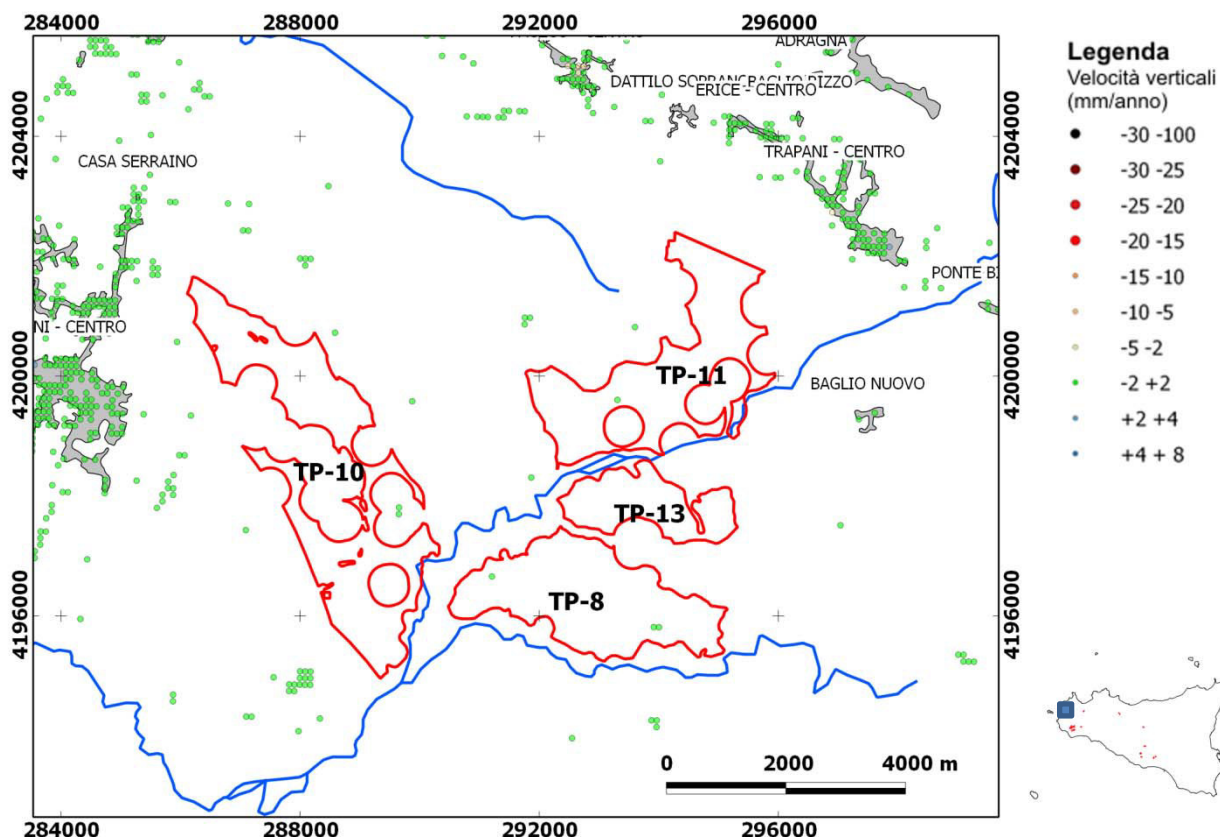 284000 288000 292000 296000
ADRAGNA
ERICE - CENTRO
TRAPANI - CENTRO
CASA SERRAINO
PONTE BI
NI - CENTRO
BAGLIO NUOVO
TP-11
TP-10
TP-13
TP-8
4204000
4200000
4196000
4204000
4200000
4196000
0 2000 4000 m
284000 288000 292000 296000
Legenda
Velocità verticali
(mm/anno)
-30 -100
-30 -25
-25 -20
-20 -15
-15 -10
-10 -5
-5 -2
-2 +2
+2 +4
+4 + 8